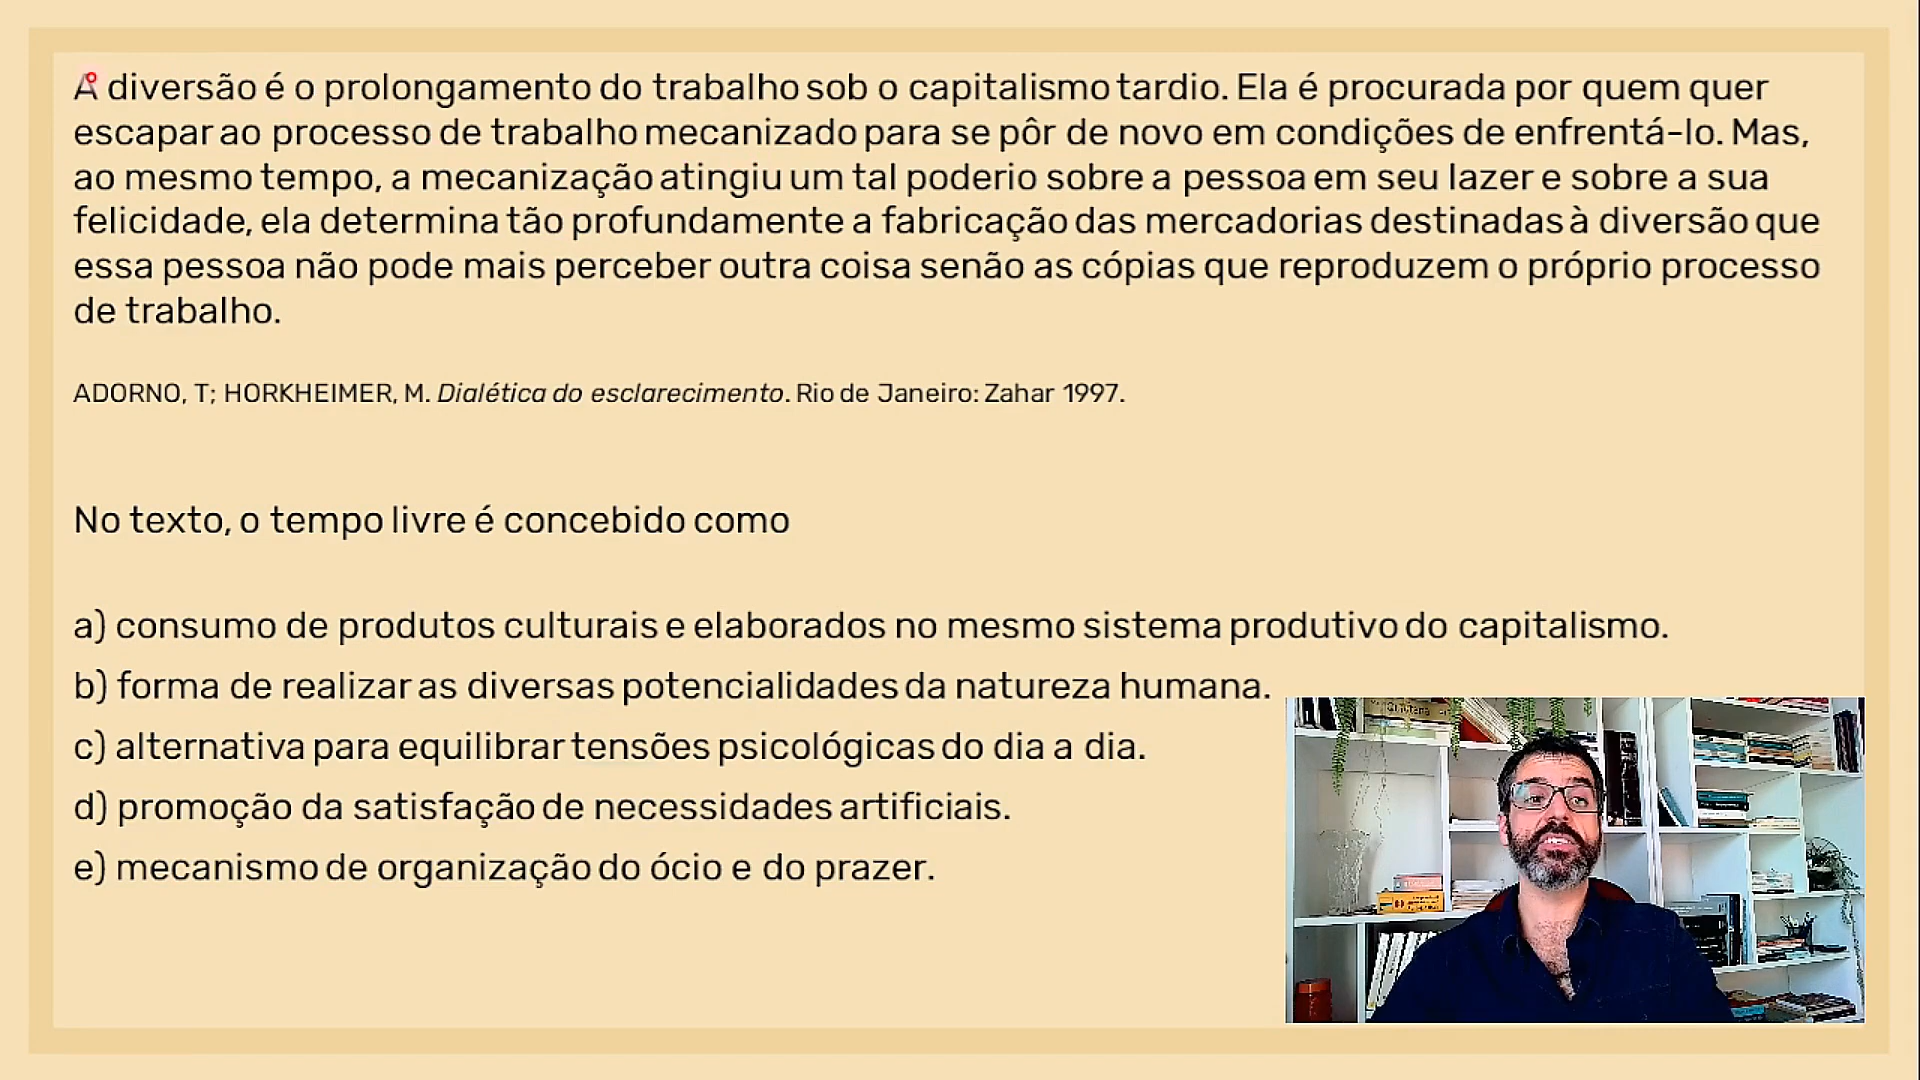 A diversão é o prolongamento do trabalho sob o capitalismo tardio. Ela é procurada por quem quer
escapar ao processo de trabalho mecanizado para se pôr de novo em condições de enfrentá-lo. Mas,
ao mesmo tempo, a mecanização atingiu um tal poderio sobre a pessoa em seu lazer e sobre a sua
felicidade, ela determina tão profundamente a fabricação das mercadorias destinadas à diversão que
essa pessoa não pode mais perceber outra coisa senão as cópias que reproduzem o próprio processo
de trabalho.
ADORNO, T; HORKHEIMER, M. Dialética do esclarecimento. Rio de Janeiro: Zahar 1997.
No texto, o tempo livre é concebido como
a) consumo de produtos culturais e elaborados no mesmo sistema produtivo do capitalismo.
b) forma de realizar as diversas potencialidades da natureza humana.
c) alternativa para equilibrar tensões psicológicas do dia a dia.
d) promoção da satisfação de necessidades artificiais.
e) mecanismo de organização do ócio e do prazer.